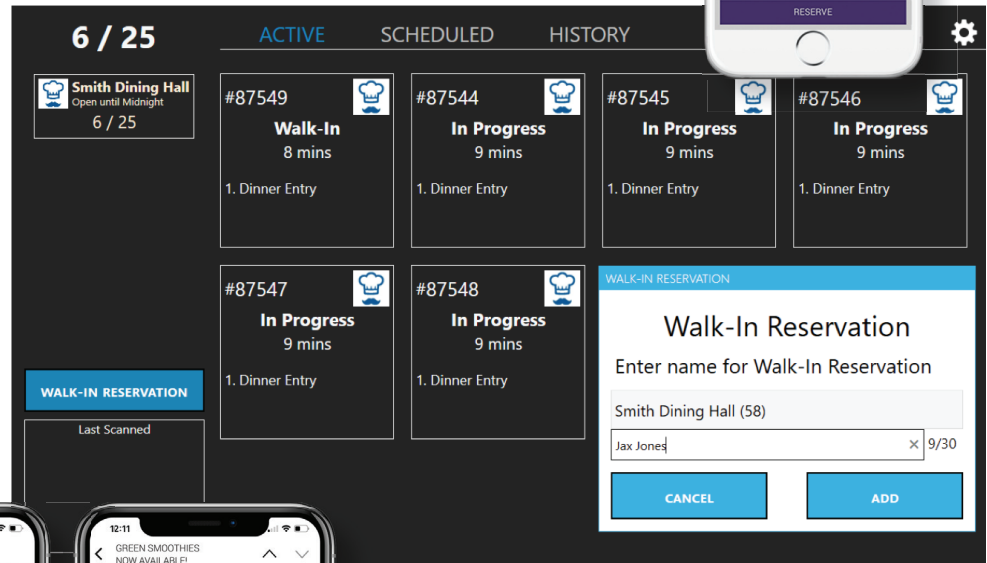 RESERVE
6 / 25
ACTIVE SCHEDULED HISTORY
Smith Dining Hall
Open until Midnight
6 / 25
#87549
Walk-In
8 mins
1. Dinner Entry
#87544
In Progress
9 mins
1. Dinner Entry
#87545
In Progress
9 mins
1. Dinner Entry
#87546
In Progress
9 mins
1. Dinner Entry
#87547
In Progress
9 mins
1. Dinner Entry
#87548
In Progress
9 mins
1. Dinner Entry
WALK-IN RESERVATION
Walk-In Reservation
Enter name for Walk-In Reservation
Smith Dining Hall (58)
Jax Jones
9/30
CANCEL
ADD
WALK-IN RESERVATION
Last Scanned
12:11
GREEN SMOOTHIES
NOW AVAILABLE!